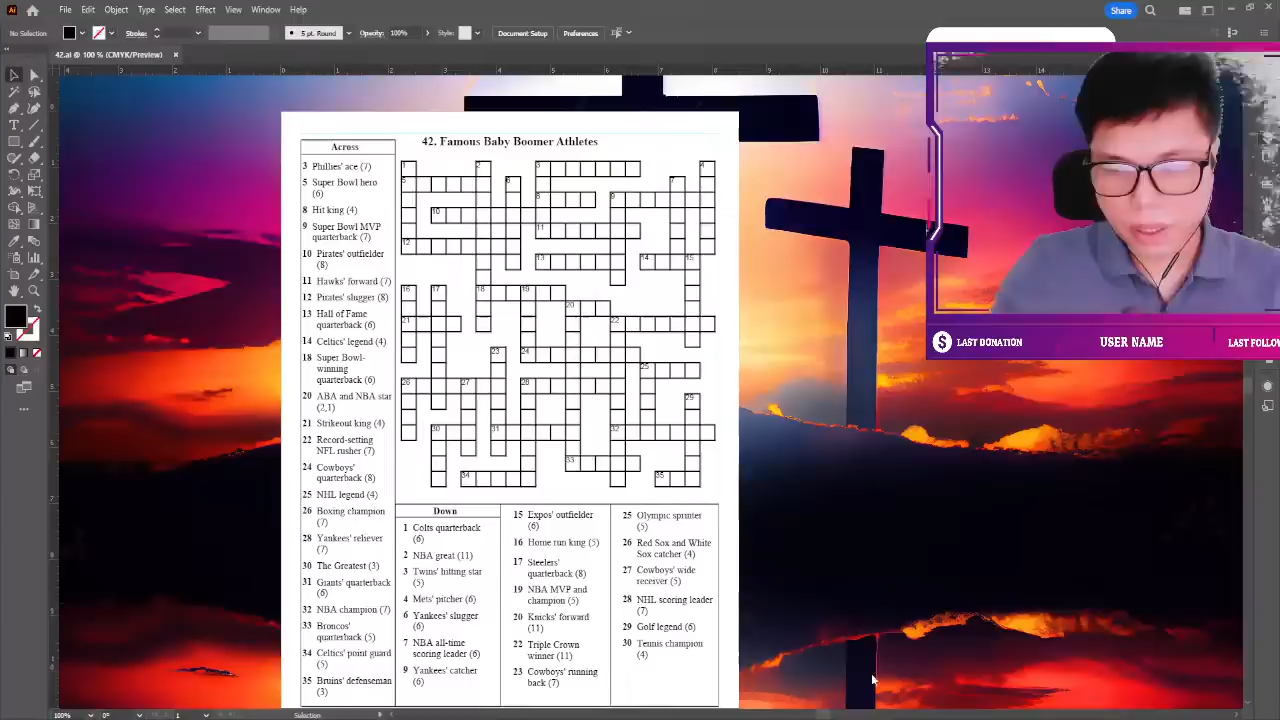 Ai File Edit Object Type Select Effect View Window Help Share
No Selection Stroke: 5 pt. Round Opacity: 100% Style: Document Setup Preferences
42.ai @ 100 % (CMYK/Preview) ×
42. Famous Baby Boomer Athletes
Across
3 Phillies' ace (7)
5 Super Bowl hero
(6)
8 Hit king (4)
9 Super Bowl MVP
quarterback (7)
10 Pirates' outfielder
(8)
11 Hawks' forward (7)
12 Pirates' slugger (8)
13 Hall of Fame
quarterback (6)
14 Celtics' legend (4)
18 Super Bowl-
winning
quarterback (6)
20 ABA and NBA star
(2,1)
21 Strikeout king (4)
22 Record-setting
NFL rusher (7)
24 Cowboys'
quarterback (8)
25 NHL legend (4)
26 Boxing champion
(7)
28 Yankees' reliever
(7)
30 The Greatest (3)
31 Giants' quarterback
(6)
32 NBA champion (7)
33 Broncos'
quarterback (5)
34 Celtics' point guard
(5)
35 Bruins' defenseman
(3)
Down
1 Colts quarterback
(6)
2 NBA great (11)
3 Twins' hitting star
(5)
4 Mets' pitcher (6)
6 Yankees' slugger
(6)
7 NBA all-time
scoring leader (6)
9 Yankees' catcher
(6)
15 Expos' outfielder
(6)
16 Home run king (5)
17 Steelers'
quarterback (8)
19 NBA MVP and
champion (5)
20 Knicks' forward
(11)
22 Triple Crown
winner (11)
23 Cowboys' running
back (7)
25 Olympic sprinter
(5)
26 Red Sox and White
Sox catcher (4)
27 Cowboys' wide
receiver (5)
28 NHL scoring leader
(7)
29 Golf legend (6)
30 Tennis champion
(4)
$ LAST DONATION USER NAME LAST FOLLOW
100% 0° 1 Selection